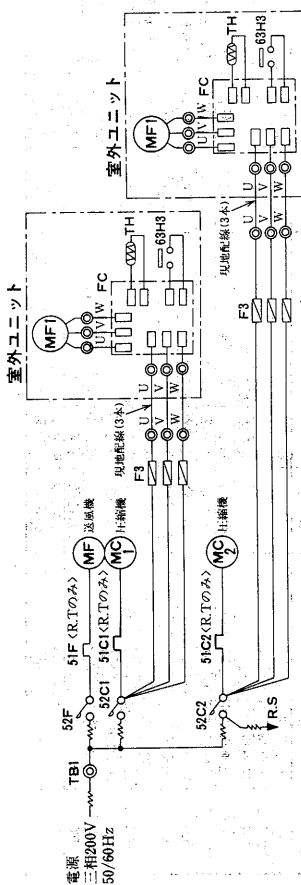 電源
三相200V
50/60Hz
TB1
52F
51F〈R.Tのみ〉
MF
送風機
52C1
51C1〈R.Tのみ〉
MC
1
圧縮機
52C2
51C2〈R.Tのみ〉
MC
2
圧縮機
R.S
F3
現地配線(3本)
U
V
W
U
V
W
室外ユニット
MF1
U
V
W
FC
TH
63H3
F3
現地配線(3本)
U
V
W
U
V
W
室外ユニット
MF1
U
V
W
FC
TH
63H3